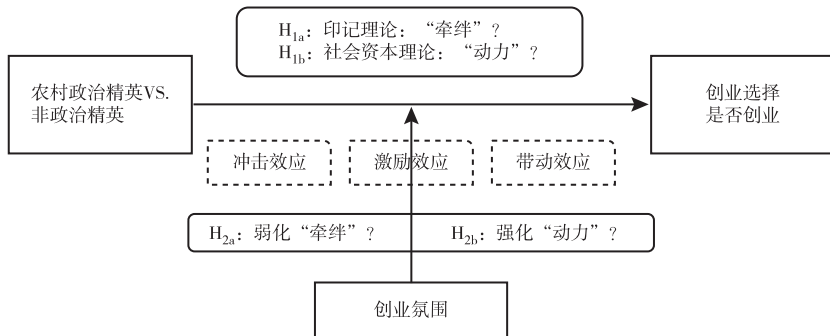 H1a：印记理论：“牵绊”？
H1b：社会资本理论：“动力”？
农村政治精英VS.
非政治精英
创业选择
是否创业
冲击效应
激励效应
带动效应
H2a：弱化“牵绊”？
H2b：强化“动力”？
创业氛围